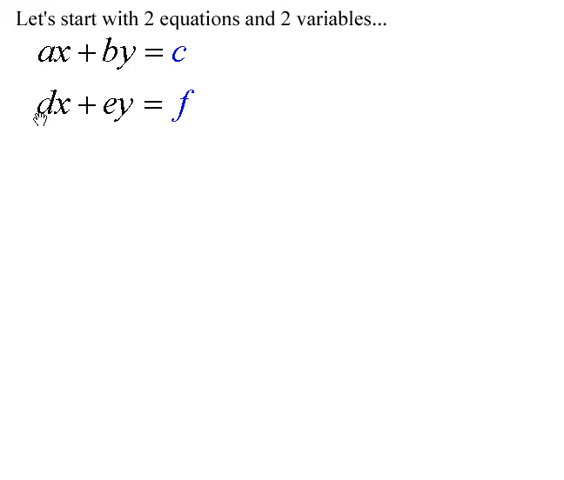 Let's start with 2 equations and 2 variables...
ax + by = c
dx + ey = f